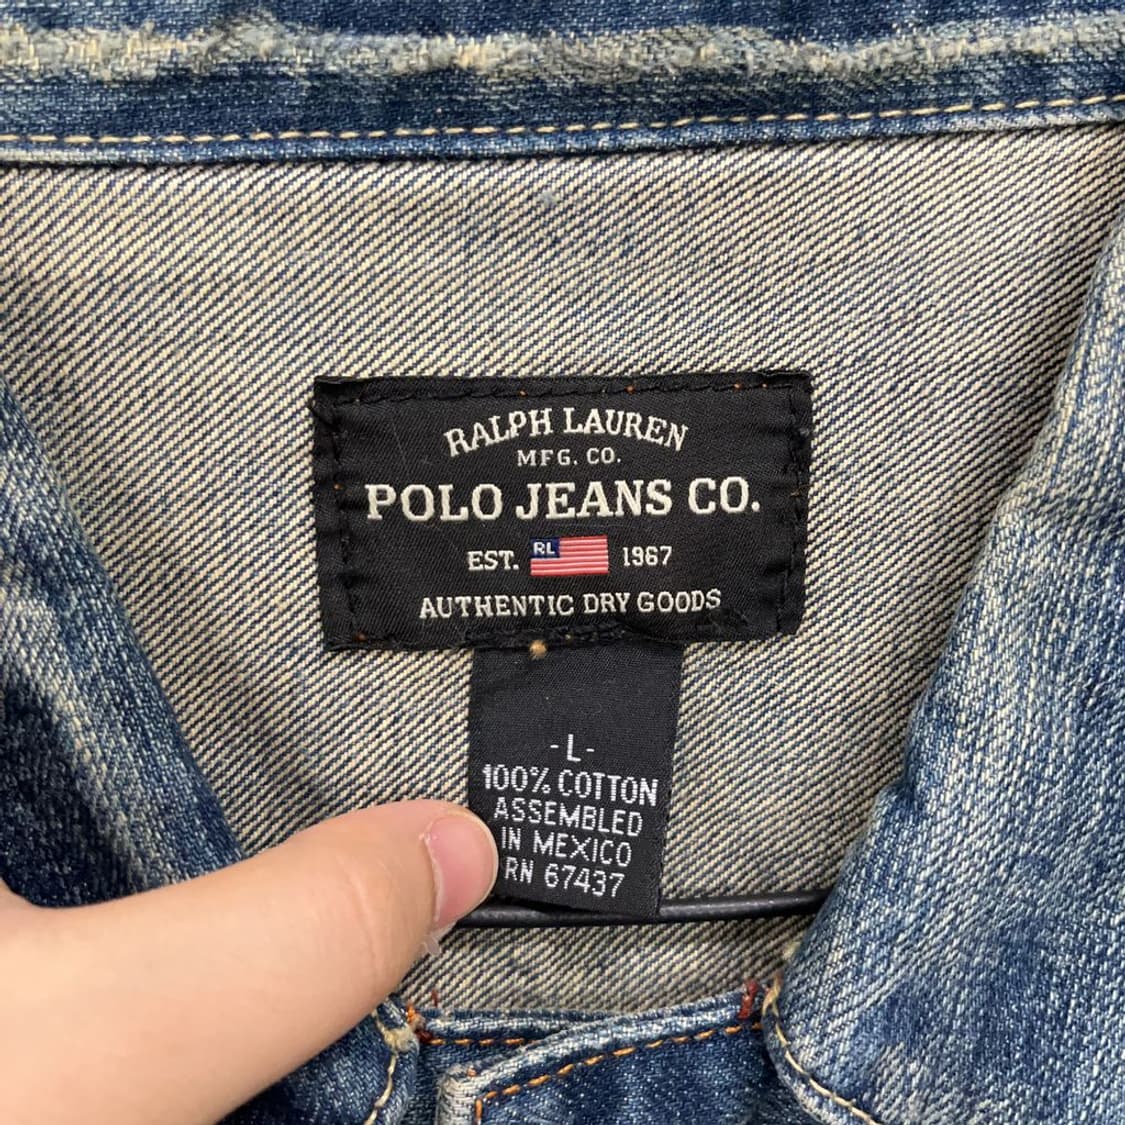 RALPH LAUREN
MFG. CO.
POLO JEANS CO.
EST. RL 1967
AUTHENTIC DRY GOODS
-L-
100% COTTON
ASSEMBLED
IN MEXICO
RN 67437